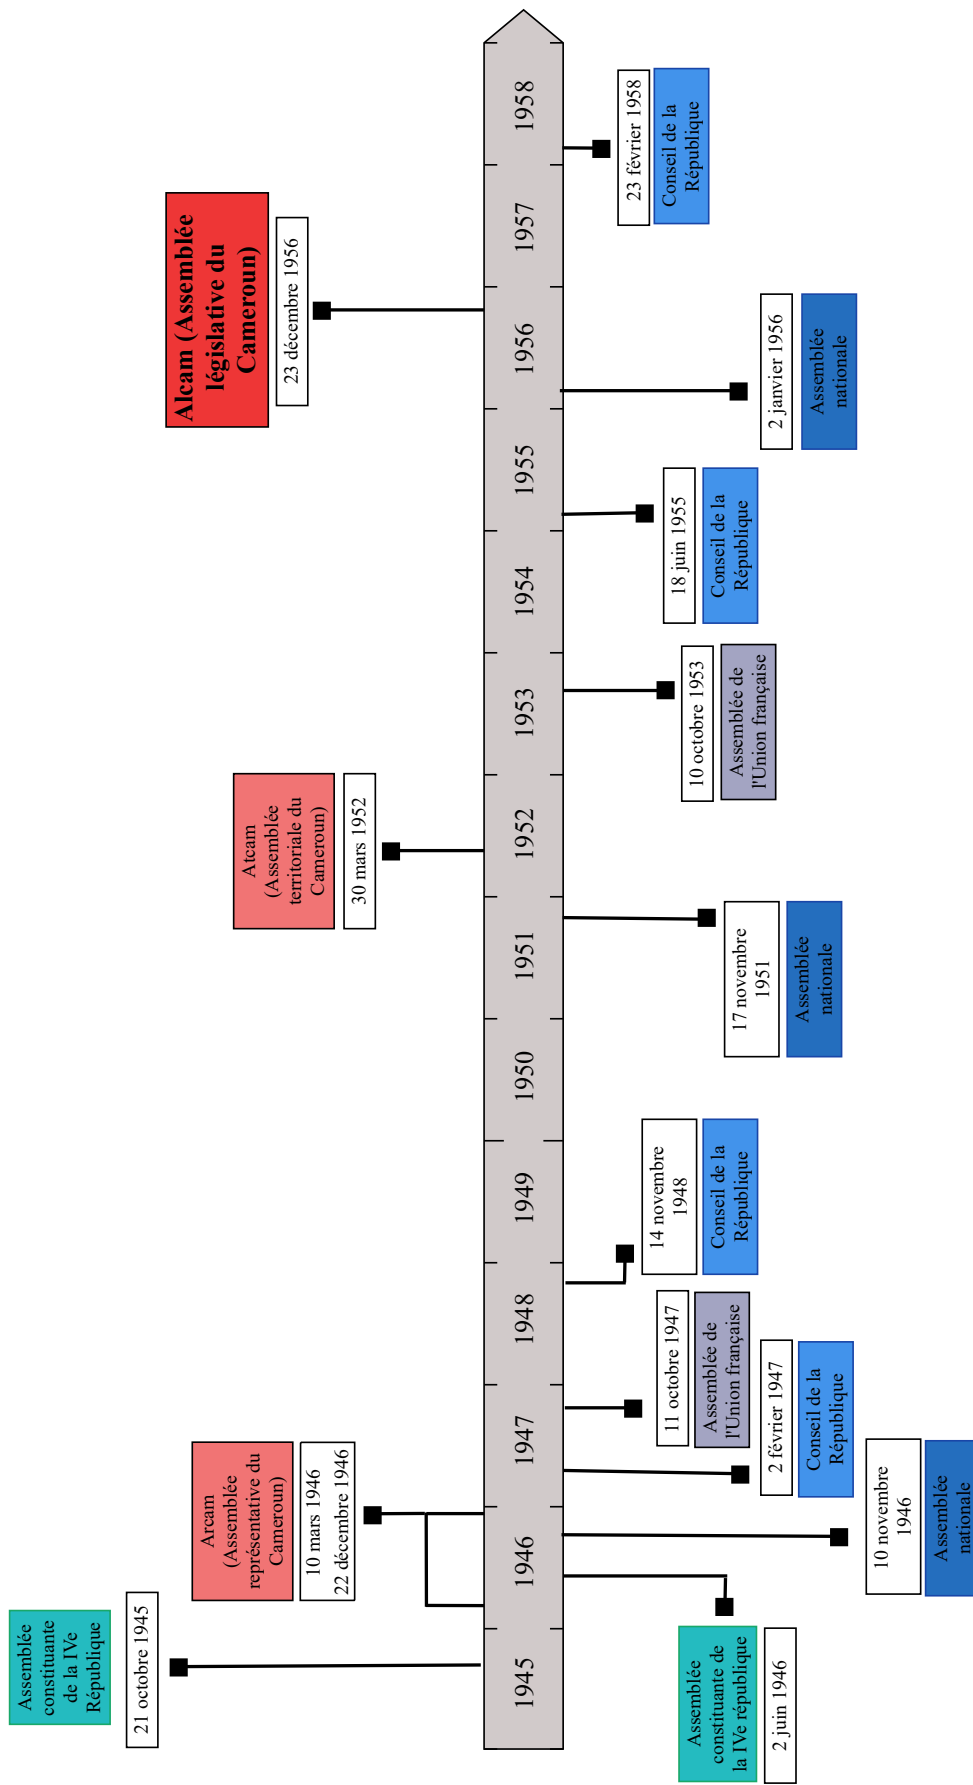 Assemblée
constituante
de la IVe
République
21 octobre 1945
Arcam
(Assemblée
représentative du
Cameroun)
10 mars 1946
22 décembre 1946
Atcam
(Assemblée
territoriale du
Cameroun)
30 mars 1952
Alcam (Assemblée
législative du
Cameroun)
23 décembre 1956
1945
1946
1947
1948
1949
1950
1951
1952
1953
1954
1955
1956
1957
1958
Assemblée
constituante de
la IVe république
2 juin 1946
10 novembre
1946
Assemblée
nationale
2 février 1947
Conseil de la
République
11 octobre 1947
Assemblée de
l'Union française
14 novembre
1948
Conseil de la
République
17 novembre
1951
Assemblée
nationale
10 octobre 1953
Assemblée de
l'Union française
18 juin 1955
Conseil de la
République
2 janvier 1956
Assemblée
nationale
23 février 1958
Conseil de la
République